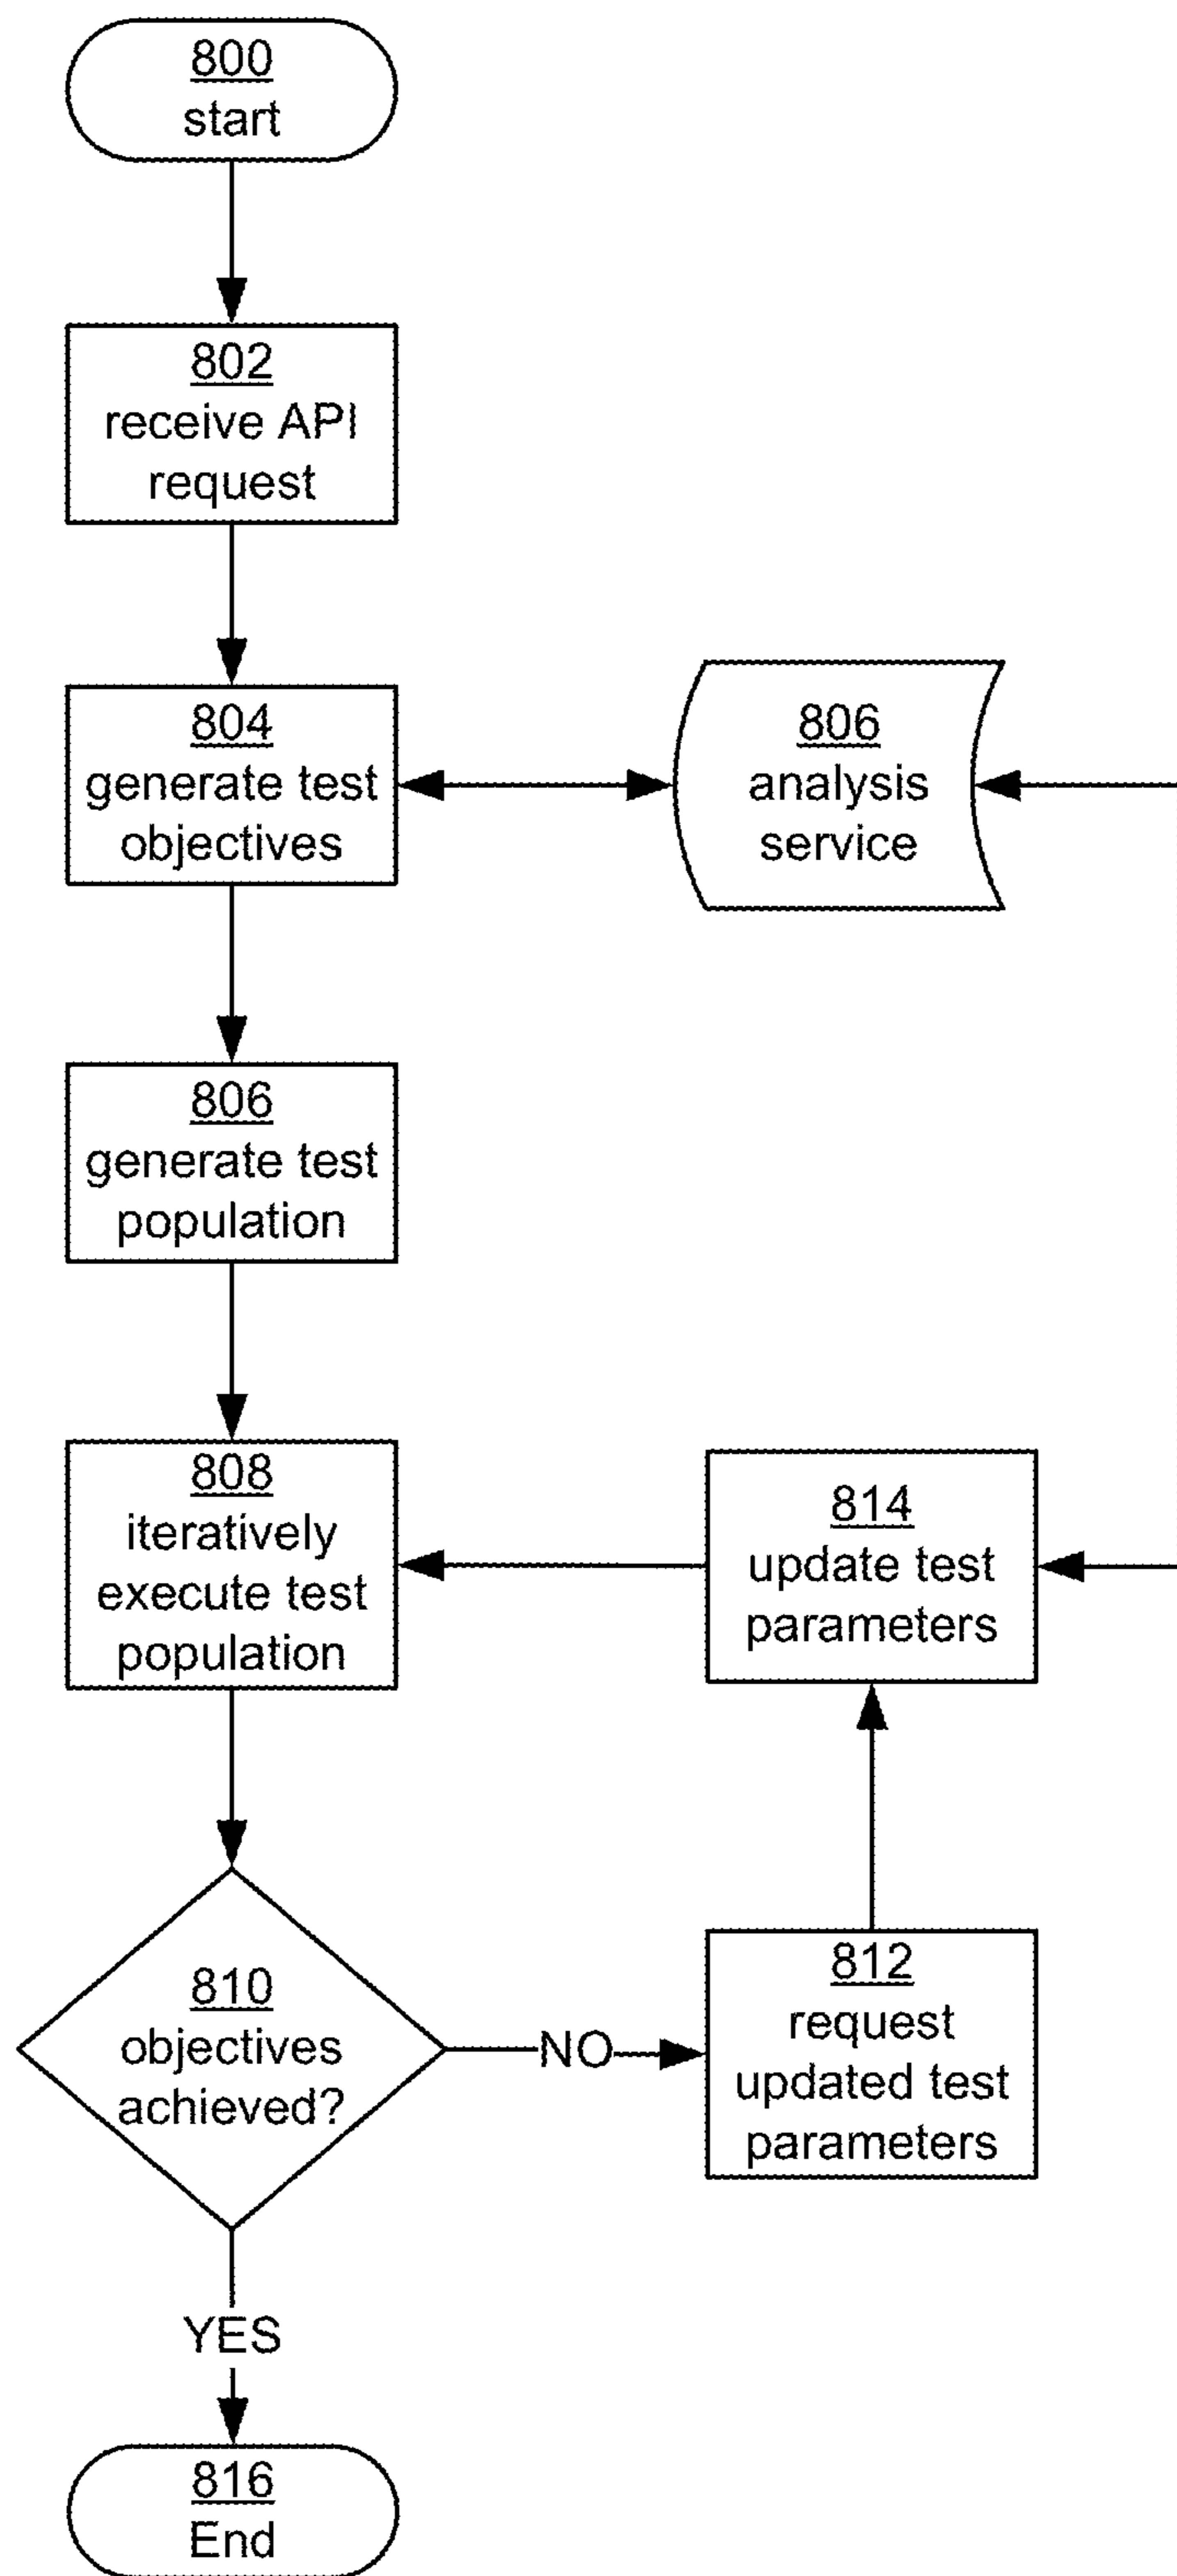 800
start
802
receive API
request
804
generate test
objectives
806
analysis
service
806
generate test
population
808
iteratively
execute test
population
814
update test
parameters
810
objectives
achieved?
NO
812
request
updated test
parameters
YES
816
End